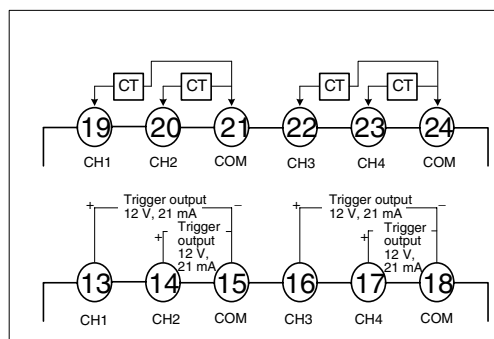 CT CT CT CT
19 20 21 22 23 24
CH1 CH2 COM CH3 CH4 COM
+ Trigger output − + Trigger output −
12 V, 21 mA 12 V, 21 mA
+ Trigger + Trigger
output output
12 V, 12 V,
21 mA 21 mA
13 14 15 16 17 18
CH1 CH2 COM CH3 CH4 COM